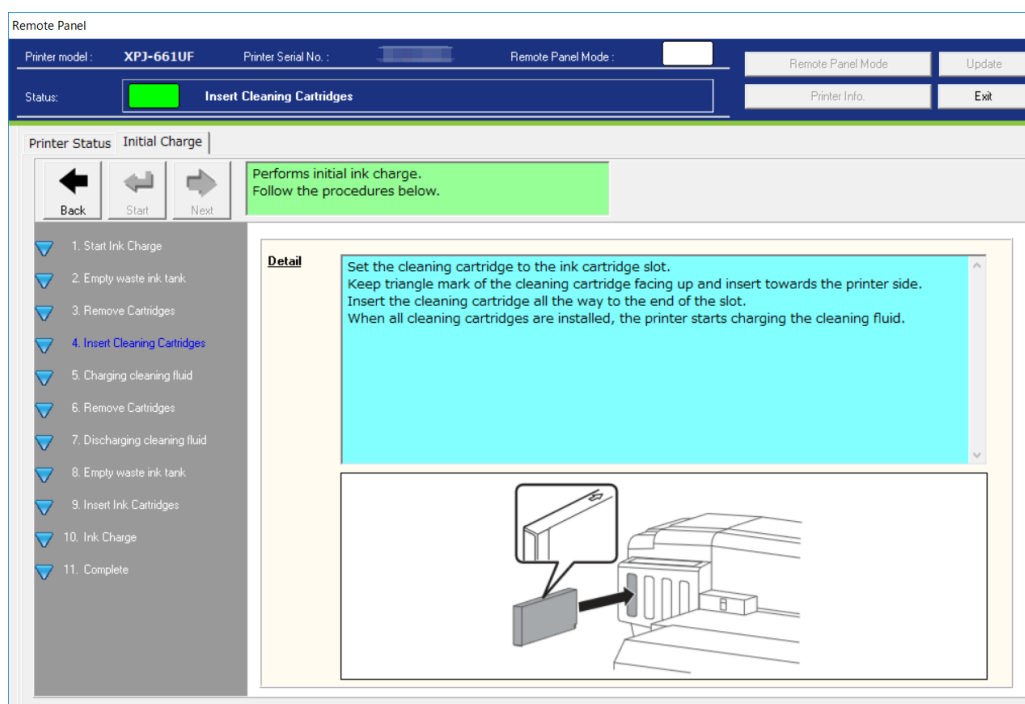 Remote Panel
Printer model : XPJ-661UF Printer Serial No. : Remote Panel Mode :
Remote Panel Mode Update
Status: Insert Cleaning Cartridges
Printer Info. Exit
Printer Status Initial Charge
Back Start Next
Performs initial ink charge.
Follow the procedures below.
1. Start Ink Charge
2. Empty waste ink tank
3. Remove Cartridges
4. Insert Cleaning Cartridges
5. Charging cleaning fluid
6. Remove Cartridges
7. Discharging cleaning fluid
8. Empty waste ink tank
9. Insert Ink Cartridges
10. Ink Charge
11. Complete
Detail
Set the cleaning cartridge to the ink cartridge slot.
Keep triangle mark of the cleaning cartridge facing up and insert towards the printer side.
Insert the cleaning cartridge all the way to the end of the slot.
When all cleaning cartridges are installed, the printer starts charging the cleaning fluid.